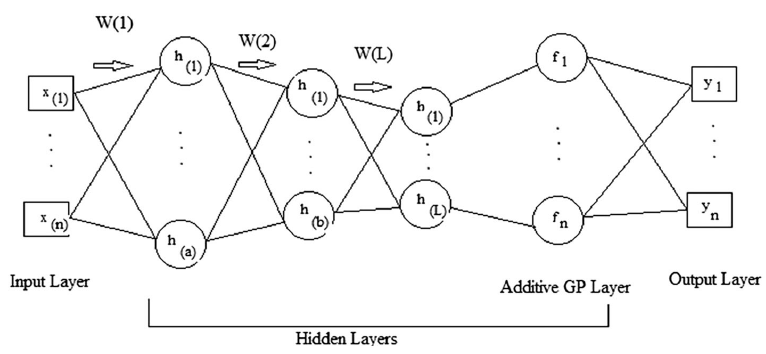 W(1)
W(2)
W(L)
x(1)
h(1)
h(1)
h(1)
f1
y1
x(n)
h(a)
h(b)
h(L)
fn
yn
Input Layer
Additive GP Layer
Output Layer
Hidden Layers